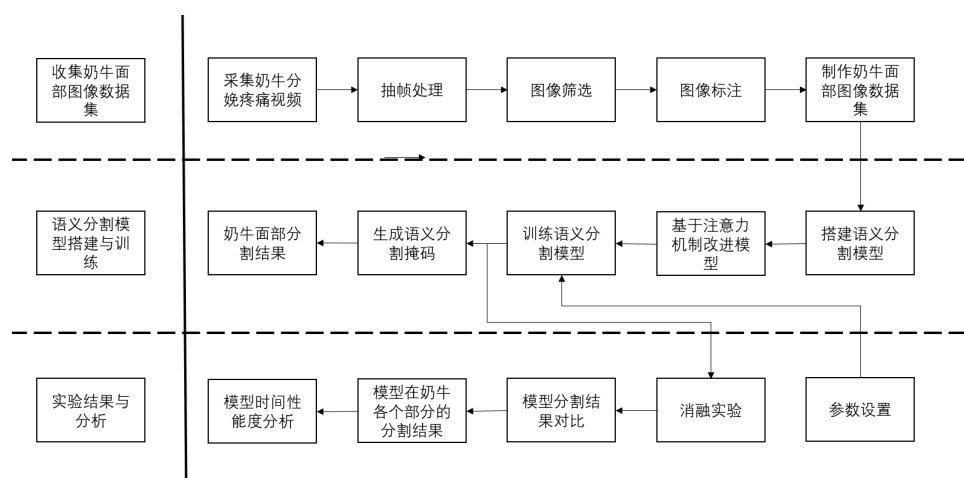 收集奶牛面
部图像数据
集
采集奶牛分
娩疼痛视频
抽帧处理
图像筛选
图像标注
制作奶牛面
部图像数据
集
语义分割模
型搭建与训
练
奶牛面部分
割结果
生成语义分
割掩码
训练语义分
割模型
基于注意力
机制改进模
型
搭建语义分
割模型
实验结果与
分析
模型时间性
能度分析
模型在奶牛
各个部分的
分割结果
模型分割结
果对比
消融实验
参数设置